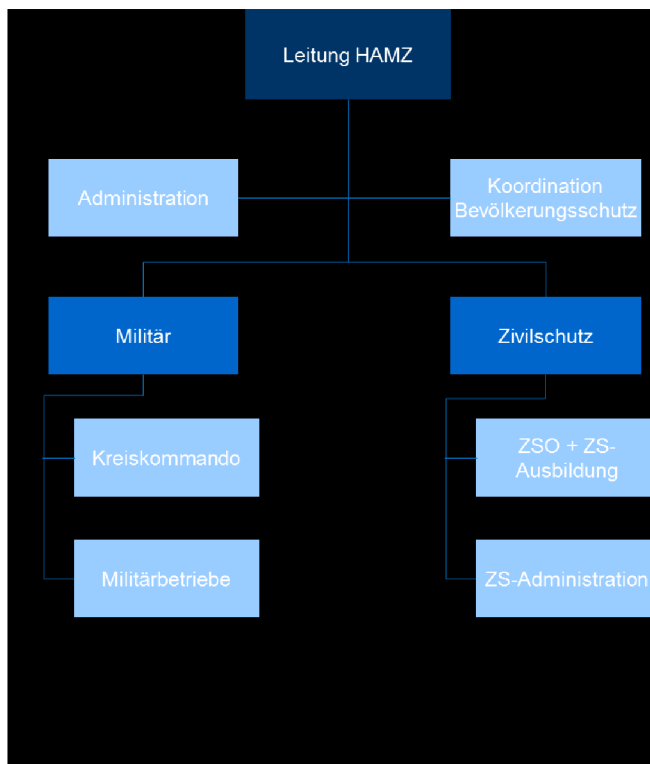 Leitung HAMZ
Administration
Koordination
Bevölkerungsschutz
Militär
Zivilschutz
Kreiskommando
ZSO + ZS-
Ausbildung
Militärbetriebe
ZS-Administration